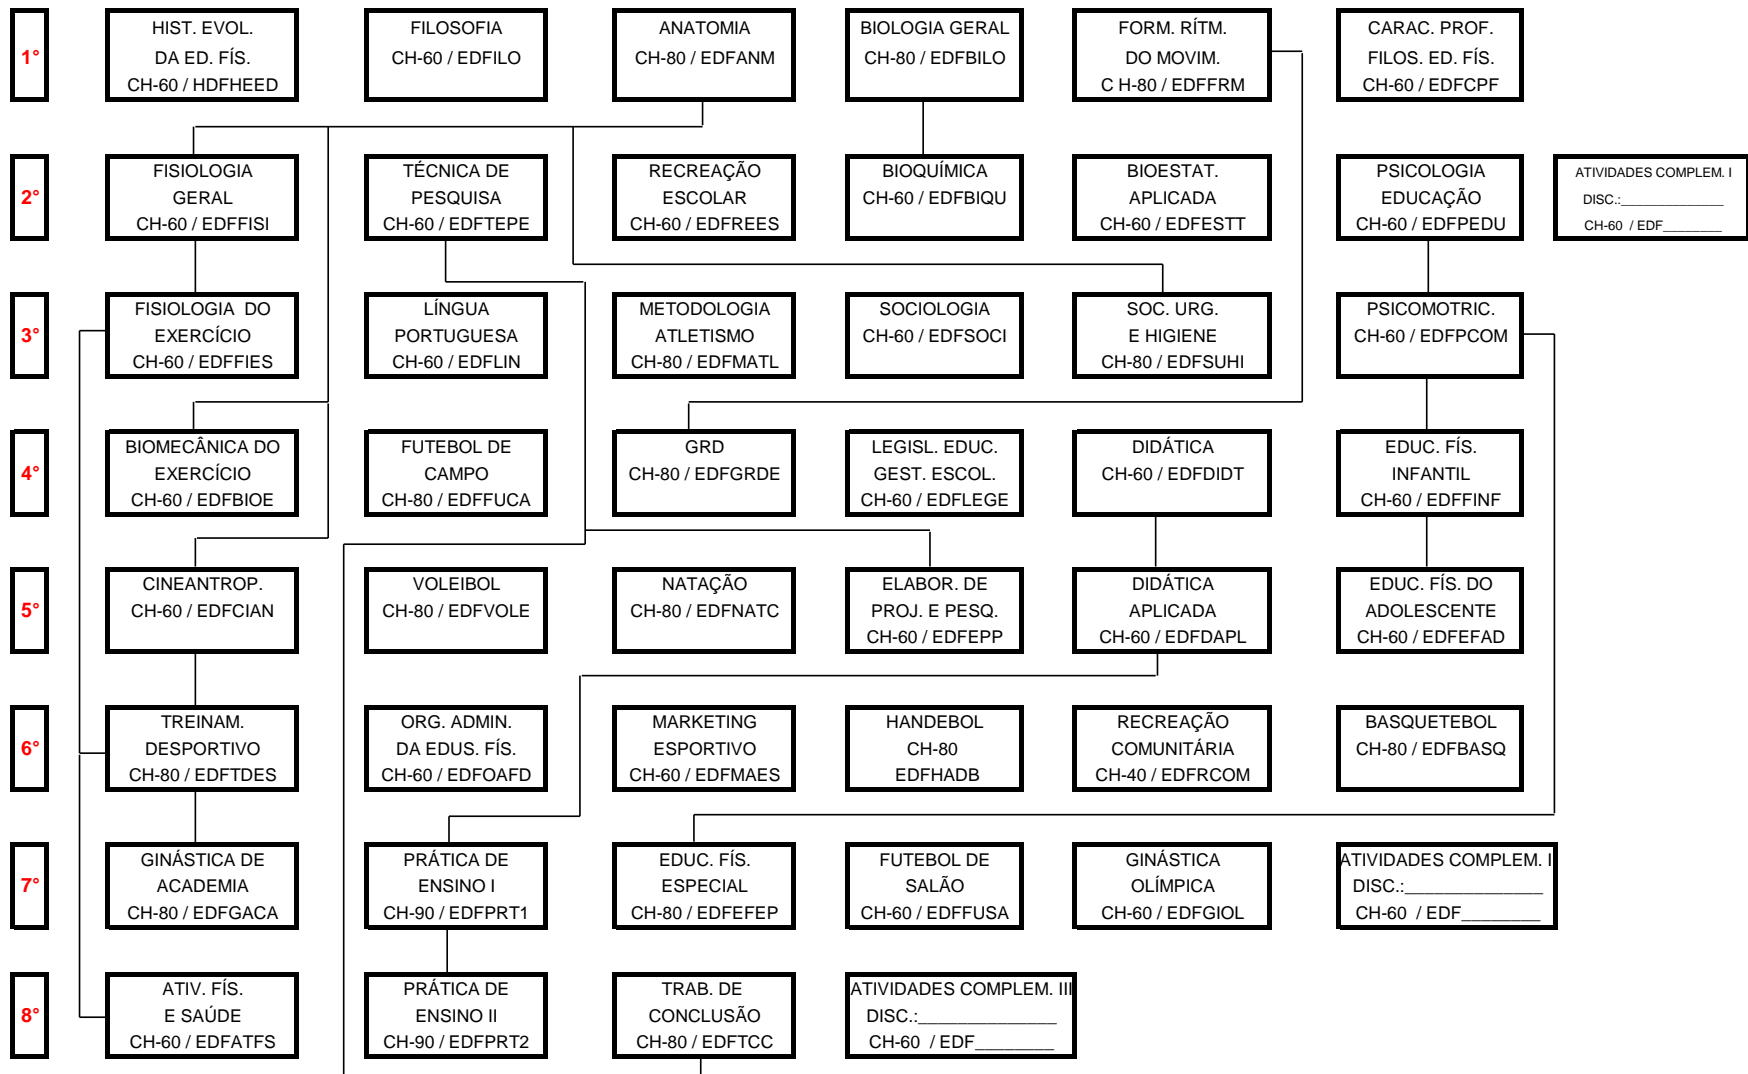 1°
HIST. EVOL.
DA ED. FÍS.
CH-60 / HDFHEED
FILOSOFIA
CH-60 / EDFILO
ANATOMIA
CH-80 / EDFANM
BIOLOGIA GERAL
CH-80 / EDFBILO
FORM. RÍTM.
DO MOVIM.
C H-80 / EDFFRM
CARAC. PROF.
FILOS. ED. FÍS.
CH-60 / EDFCPF
2°
FISIOLOGIA
GERAL
CH-60 / EDFFISI
TÉCNICA DE
PESQUISA
CH-60 / EDFTEPE
RECREAÇÃO
ESCOLAR
CH-60 / EDFREES
BIOQUÍMICA
CH-60 / EDFBIQU
BIOESTAT.
APLICADA
CH-60 / EDFESTT
PSICOLOGIA
EDUCAÇÃO
CH-60 / EDFPEDU
ATIVIDADES COMPLEM. I
DISC.:______________
CH-60 / EDF________
3°
FISIOLOGIA DO
EXERCÍCIO
CH-60 / EDFFIES
LÍNGUA
PORTUGUESA
CH-60 / EDFLIN
METODOLOGIA
ATLETISMO
CH-80 / EDFMATL
SOCIOLOGIA
CH-60 / EDFSOCI
SOC. URG.
E HIGIENE
CH-80 / EDFSUHI
PSICOMOTRIC.
CH-60 / EDFPCOM
4°
BIOMECÂNICA DO
EXERCÍCIO
CH-60 / EDFBIOE
FUTEBOL DE
CAMPO
CH-80 / EDFFUCA
GRD
CH-80 / EDFGRDE
LEGISL. EDUC.
GEST. ESCOL.
CH-60 / EDFLEGE
DIDÁTICA
CH-60 / EDFDIDT
EDUC. FÍS.
INFANTIL
CH-60 / EDFFINF
5°
CINEANTROP.
CH-60 / EDFCIAN
VOLEIBOL
CH-80 / EDFVOLE
NATAÇÃO
CH-80 / EDFNATC
ELABOR. DE
PROJ. E PESQ.
CH-60 / EDFEPP
DIDÁTICA
APLICADA
CH-60 / EDFDAPL
EDUC. FÍS. DO
ADOLESCENTE
CH-60 / EDFEFAD
6°
TREINAM.
DESPORTIVO
CH-80 / EDFTDES
ORG. ADMIN.
DA EDUS. FÍS.
CH-60 / EDFOAFD
MARKETING
ESPORTIVO
CH-60 / EDFMAES
HANDEBOL
CH-80
EDFHADB
RECREAÇÃO
COMUNITÁRIA
CH-40 / EDFRCOM
BASQUETEBOL
CH-80 / EDFBASQ
7°
GINÁSTICA DE
ACADEMIA
CH-80 / EDFGACA
PRÁTICA DE
ENSINO I
CH-90 / EDFPRT1
EDUC. FÍS.
ESPECIAL
CH-80 / EDFEFEP
FUTEBOL DE
SALÃO
CH-60 / EDFFUSA
GINÁSTICA
OLÍMPICA
CH-60 / EDFGIOL
ATIVIDADES COMPLEM. I
DISC.:______________
CH-60 / EDF________
8°
ATIV. FÍS.
E SAÚDE
CH-60 / EDFATFS
PRÁTICA DE
ENSINO II
CH-90 / EDFPRT2
TRAB. DE
CONCLUSÃO
CH-80 / EDFTCC
ATIVIDADES COMPLEM. III
DISC.:______________
CH-60 / EDF________